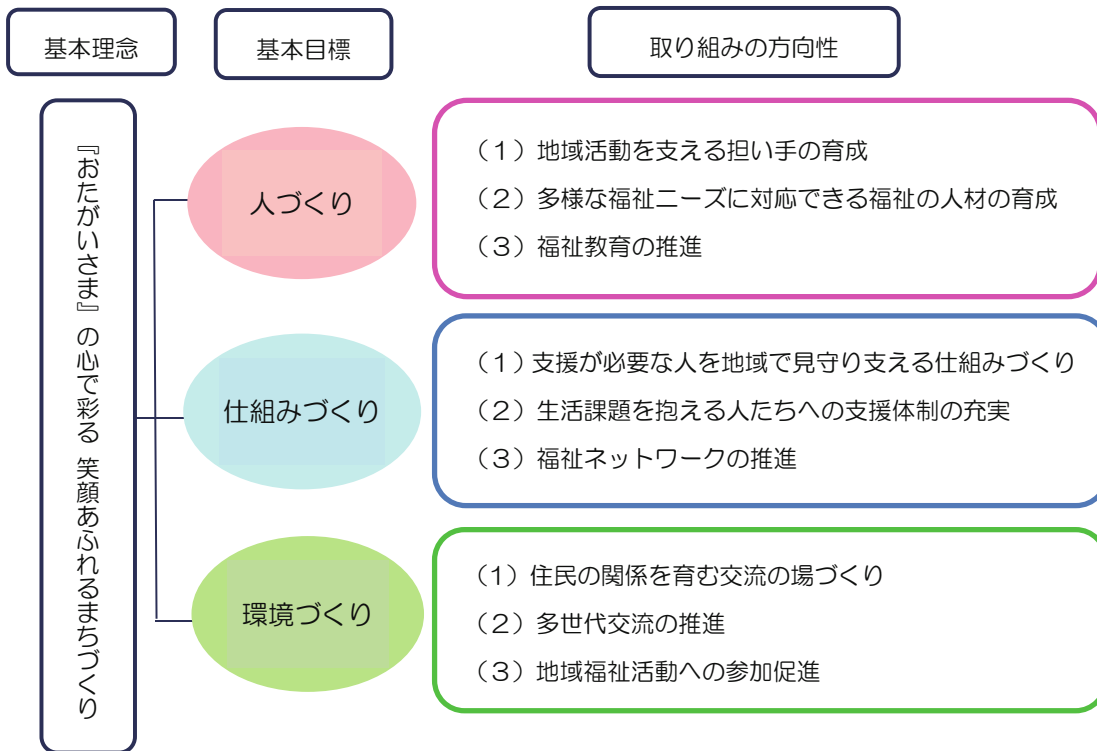 基本理念
基本目標
取り組みの方向性
『おたがいさま』の心で彩る 笑顔あふれるまちづくり
人づくり
（１）地域活動を支える担い手の育成
（２）多様な福祉ニーズに対応できる福祉の人材の育成
（３）福祉教育の推進
仕組みづくり
（１）支援が必要な人を地域で見守り支える仕組みづくり
（２）生活課題を抱える人たちへの支援体制の充実
（３）福祉ネットワークの推進
環境づくり
（１）住民の関係を育む交流の場づくり
（２）多世代交流の推進
（３）地域福祉活動への参加促進